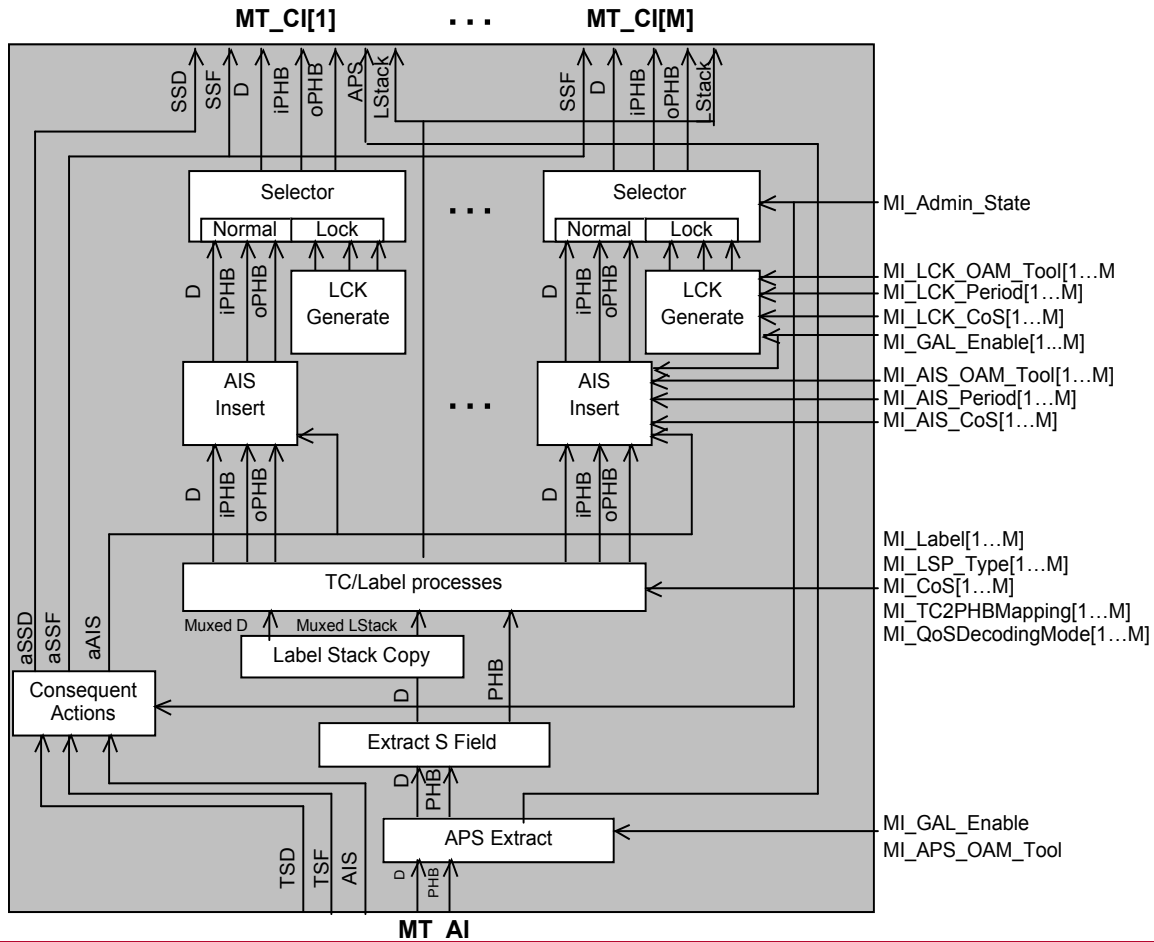 MT_CI[1] ... MT_CI[M]
SSD SSF D iPHB oPHB APS LStack SSF D iPHB oPHB LStack
Selector ... Selector
MI_Admin_State
Normal Lock Normal Lock
D iPHB oPHB D iPHB oPHB
LCK Generate
LCK Generate
MI_LCK_OAM_Tool[1…M
MI_LCK_Period[1…M]
MI_LCK_CoS[1…M]
MI_GAL_Enable[1...M]
AIS Insert ... AIS Insert
MI_AIS_OAM_Tool[1…M]
MI_AIS_Period[1…M]
MI_AIS_CoS[1…M]
D iPHB oPHB D iPHB oPHB
MI_Label[1…M]
MI_LSP_Type[1…M]
MI_CoS[1…M]
MI_TC2PHBMapping[1…M]
MI_QoSDecodingMode[1…M]
TC/Label processes
Muxed D Muxed LStack
Label Stack Copy
aSSD aSSF aAIS
Consequent Actions
D PHB
Extract S Field
D PHB
APS Extract
MI_GAL_Enable
MI_APS_OAM_Tool
TSD TSF AIS D PHB
MT AI